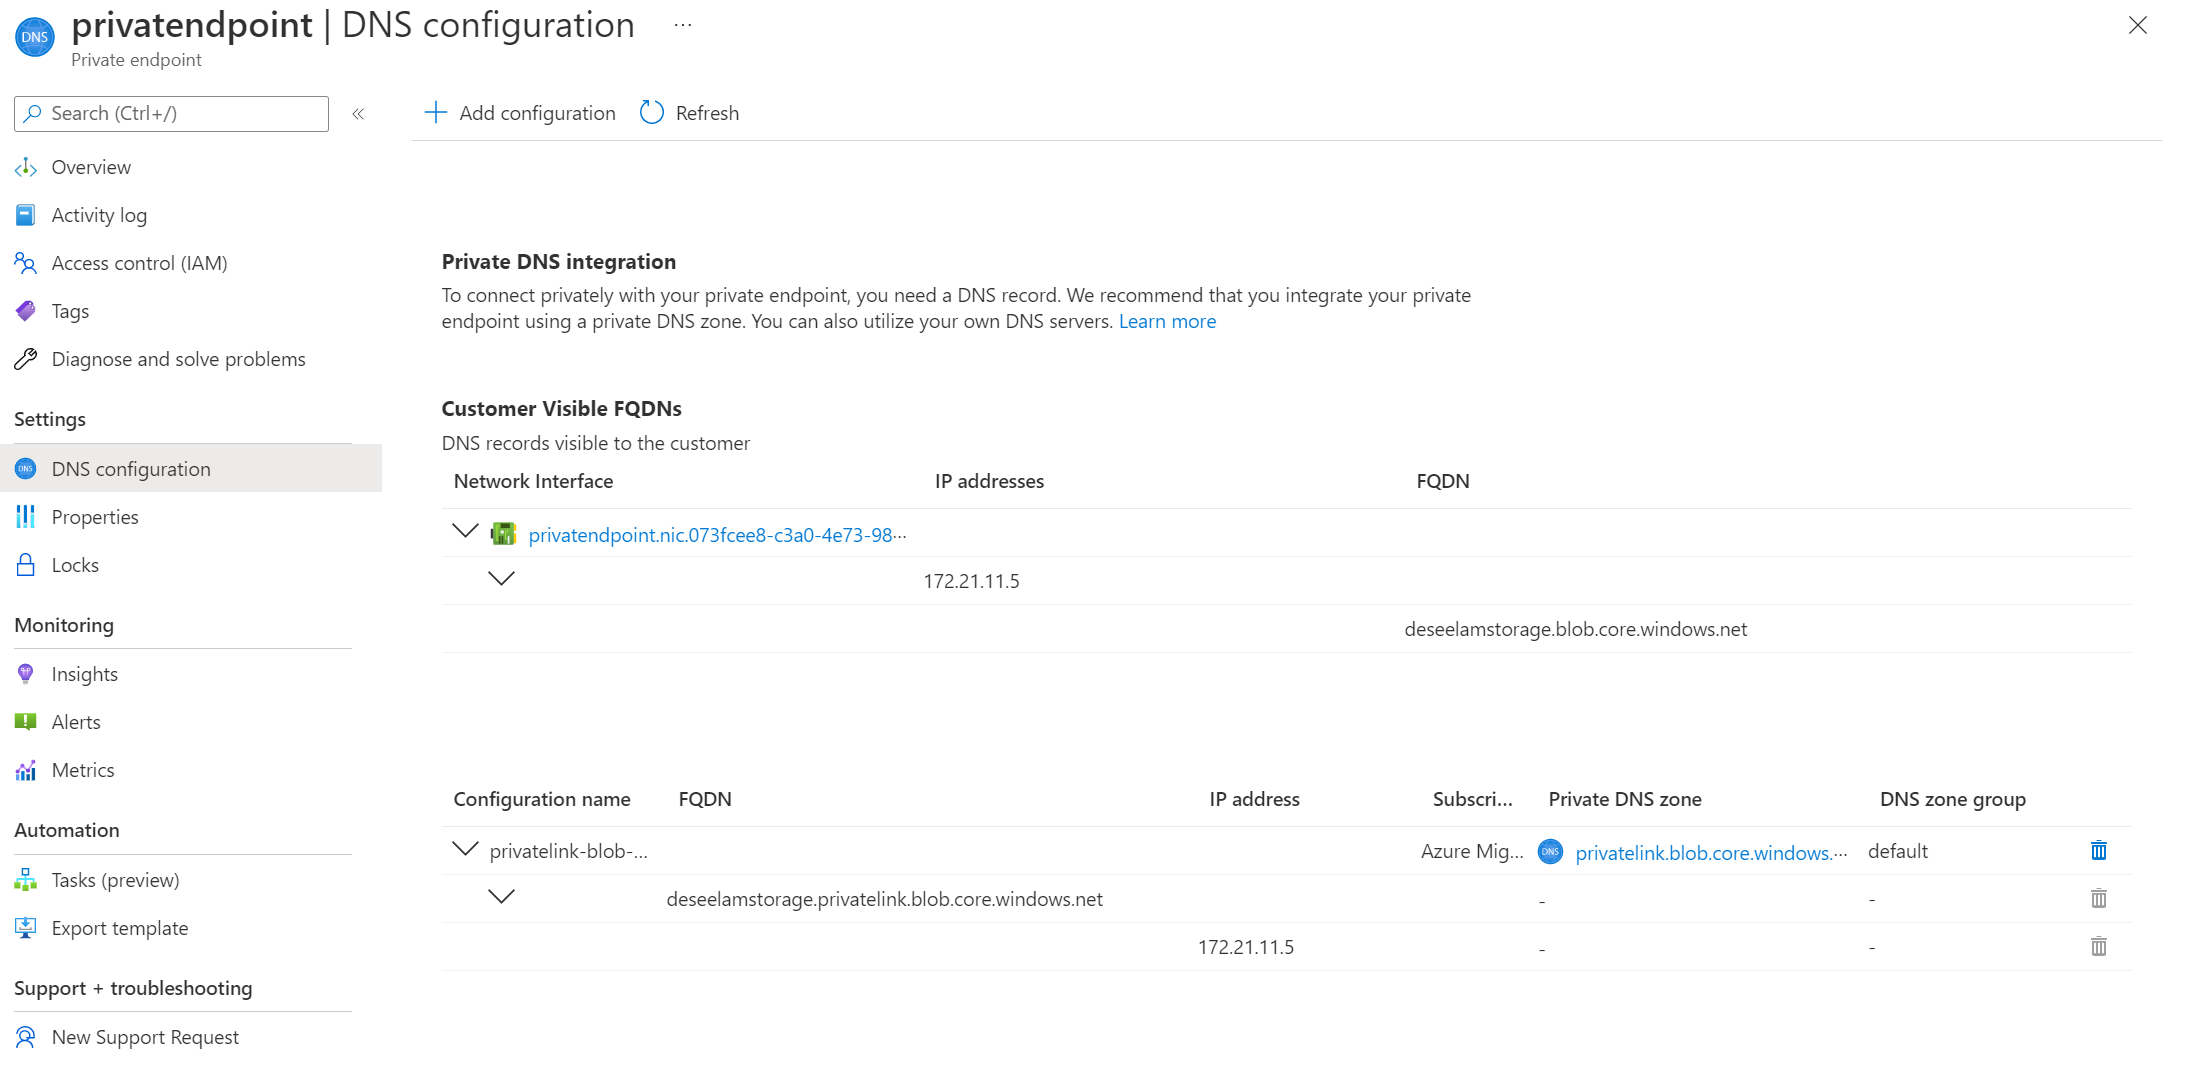 DNS
privatendpoint | DNS configuration ...
Private endpoint
Search (Ctrl+/) «
Add configuration Refresh
Overview
Activity log
Access control (IAM)
Tags
Diagnose and solve problems
Settings
DNS DNS configuration
Properties
Locks
Monitoring
Insights
Alerts
Metrics
Automation
Tasks (preview)
Export template
Support + troubleshooting
New Support Request
Private DNS integration
To connect privately with your private endpoint, you need a DNS record. We recommend that you integrate your private
endpoint using a private DNS zone. You can also utilize your own DNS servers. Learn more
Customer Visible FQDNs
DNS records visible to the customer
Network Interface IP addresses FQDN
privatendpoint.nic.073fcee8-c3a0-4e73-98...
172.21.11.5
deseelamstorage.blob.core.windows.net
Configuration name FQDN IP address Subscri... Private DNS zone DNS zone group
privatelink-blob-... Azure Mig... DNS privatelink.blob.core.windows.... default
deseelamstorage.privatelink.blob.core.windows.net - -
172.21.11.5 - -